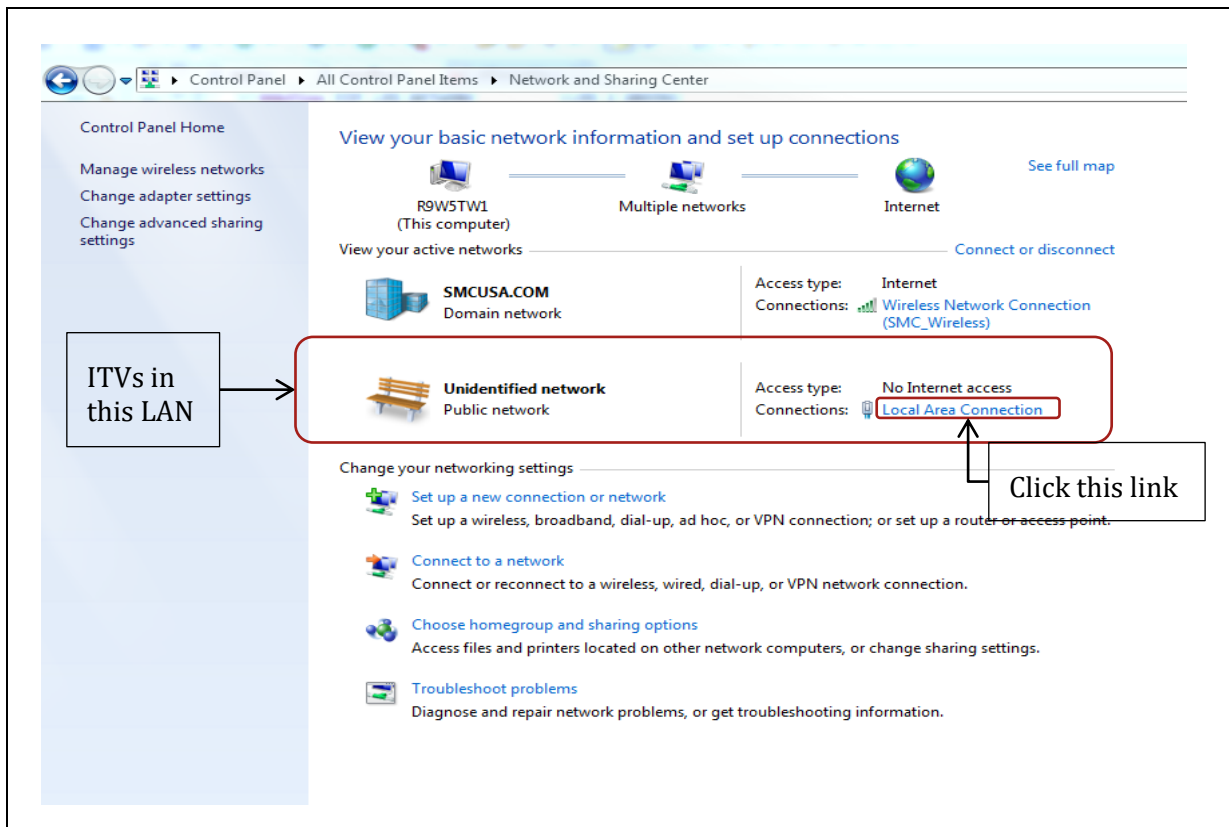 Control Panel ▸ All Control Panel Items ▸ Network and Sharing Center
Control Panel Home
Manage wireless networks
Change adapter settings
Change advanced sharing
settings
View your basic network information and set up connections
See full map
R9W5TW1
(This computer)
Multiple networks
Internet
View your active networks
Connect or disconnect
SMCUSA.COM
Domain network
Access type: Internet
Connections: Wireless Network Connection
(SMC_Wireless)
ITVs in
this LAN
Unidentified network
Public network
Access type: No Internet access
Connections: Local Area Connection
Click this link
Change your networking settings
Set up a new connection or network
Set up a wireless, broadband, dial-up, ad hoc, or VPN connection; or set up a router or access point.
Connect to a network
Connect or reconnect to a wireless, wired, dial-up, or VPN network connection.
Choose homegroup and sharing options
Access files and printers located on other network computers, or change sharing settings.
Troubleshoot problems
Diagnose and repair network problems, or get troubleshooting information.